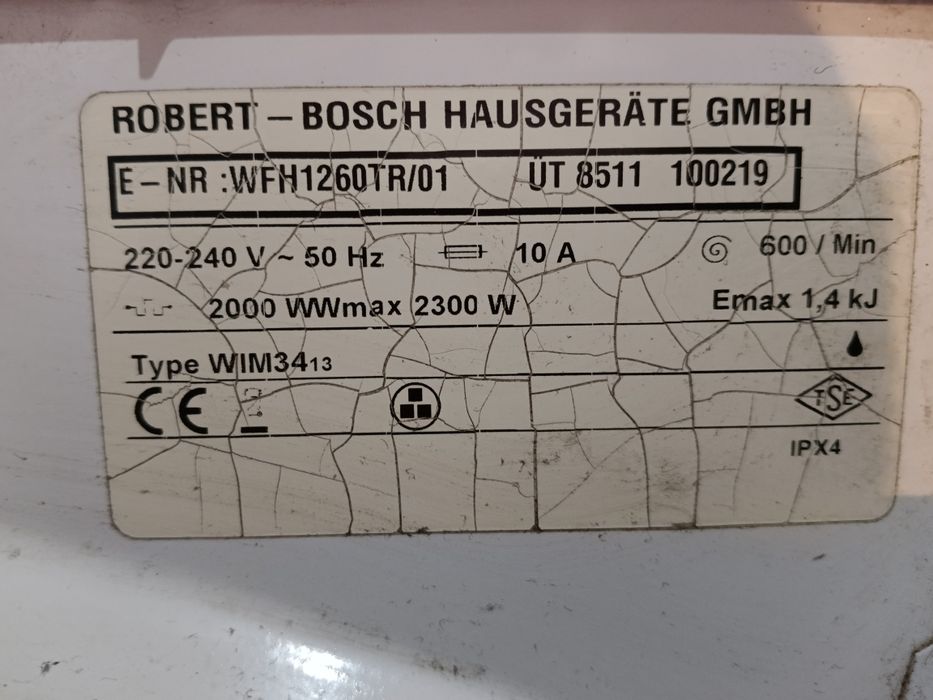 ROBERT – BOSCH HAUSGERÄTE GMBH
E – NR :WFH1260TR/01 ÜT 8511 100219
220-240 V ~ 50 Hz 10 A 600 / Min
2000 WWmax 2300 W Emax 1,4 kJ
Type WIM3413
CE TSE
IPX4